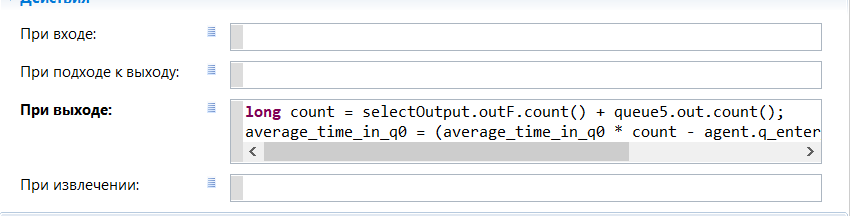 Действия
При входе:
При подходе к выходу:
При выходе:
long count = selectOutput.outF.count() + queue5.out.count();
average_time_in_q0 = (average_time_in_q0 * count - agent.q_enter
При извлечении: